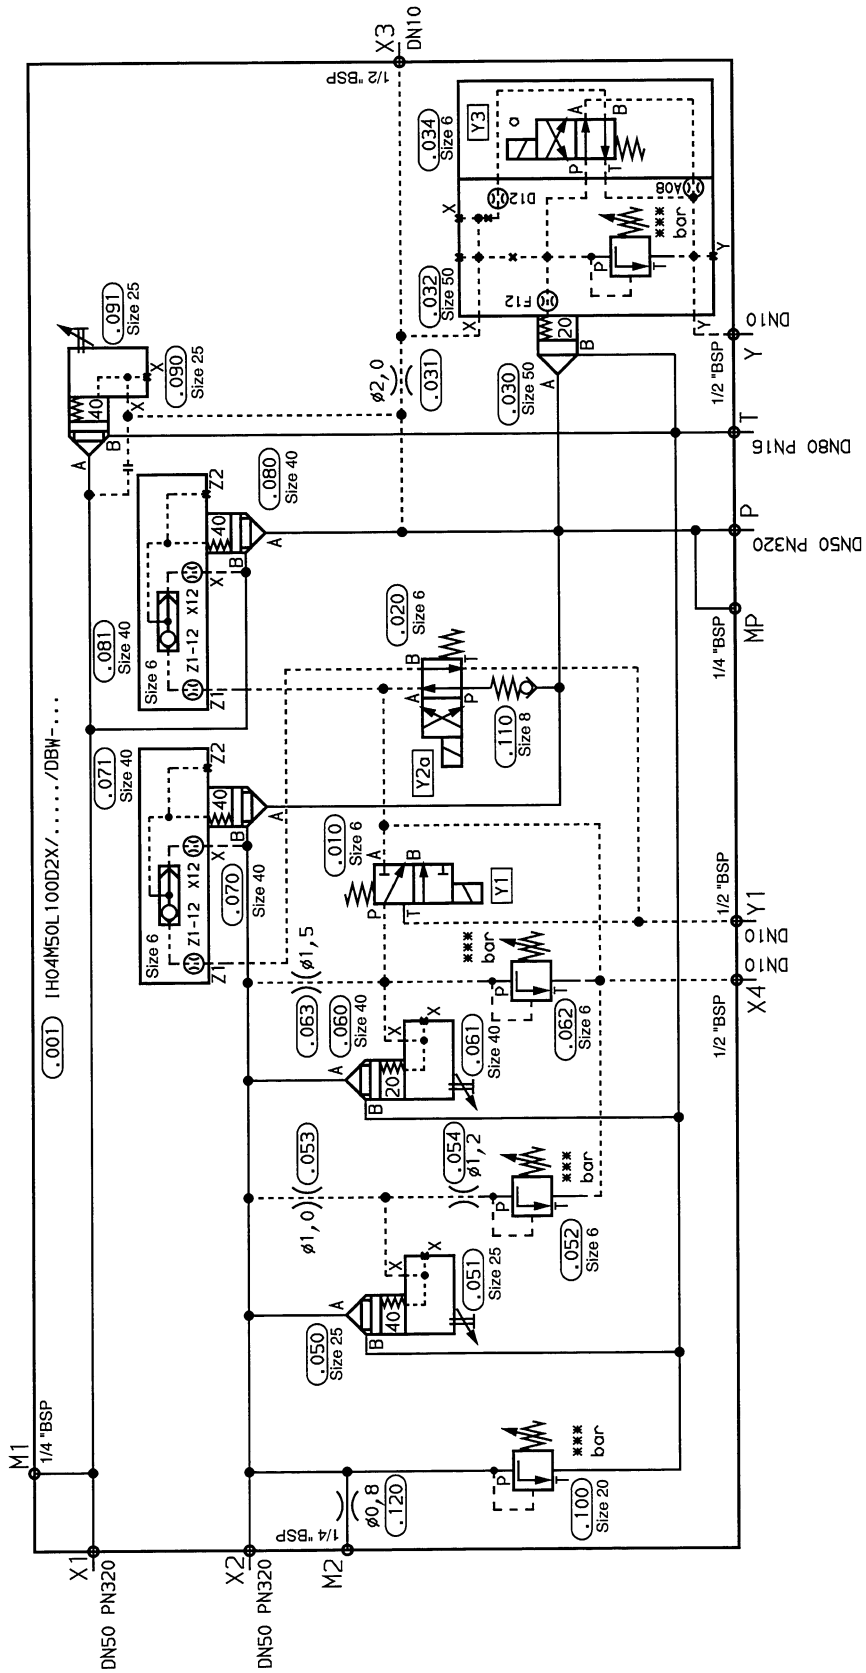 .001 IH04M50L100D2X/...../DBW-...
M1
1/4 "BSP
X1
DN50 PN320
X2
DN50 PN320
1/4 "BSP
M2
ø0,8
.120
P
T
*** bar
.100
Size 20
.050
Size 25
A
B
40
X
X
.051
Size 25
ø1,0
.053
.054
ø1,2
P
T
*** bar
.052
Size 6
.063
ø1,5
.060
Size 40
A
B
20
X
X
.061
Size 40
P
T
*** bar
.062
Size 6
.010
Size 6
P
A
T
B
Y1
.071
Size 40
Size 6
Z1-12
X12
Z1
X
Z2
40
B
A
.070
Size 40
.081
Size 40
Size 6
Z1-12
X12
Z1
X
Z2
40
B
A
.080
Size 40
.020
Size 6
A
B
P
T
Y2a
.110
Size 8
.091
Size 25
.090
Size 25
40
A
B
X
X
ø2,0
.031
.030
Size 50
A
B
20
F12
.032
Size 50
X
X
D12
P
T
*** bar
Y
Y
A08
.034
Size 6
Y3
a
P
A
T
B
X3
DN10
1/2 "BSP
X4
DN10
1/2 "BSP
Y1
DN10
1/2 "BSP
MP
1/4 "BSP
P
DN50 PN320
T
DN80 PN16
Y
DN10
1/2 "BSP